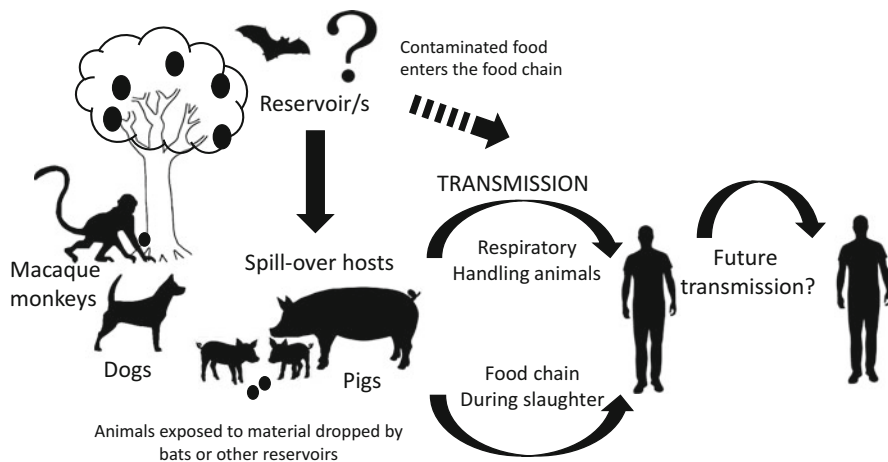 ?
Contaminated food
enters the food chain
Reservoir/s
TRANSMISSION
Respiratory
Handling animals
Spill-over hosts
Macaque
monkeys
Dogs
Pigs
Food chain
During slaughter
Future
transmission?
Animals exposed to material dropped by
bats or other reservoirs